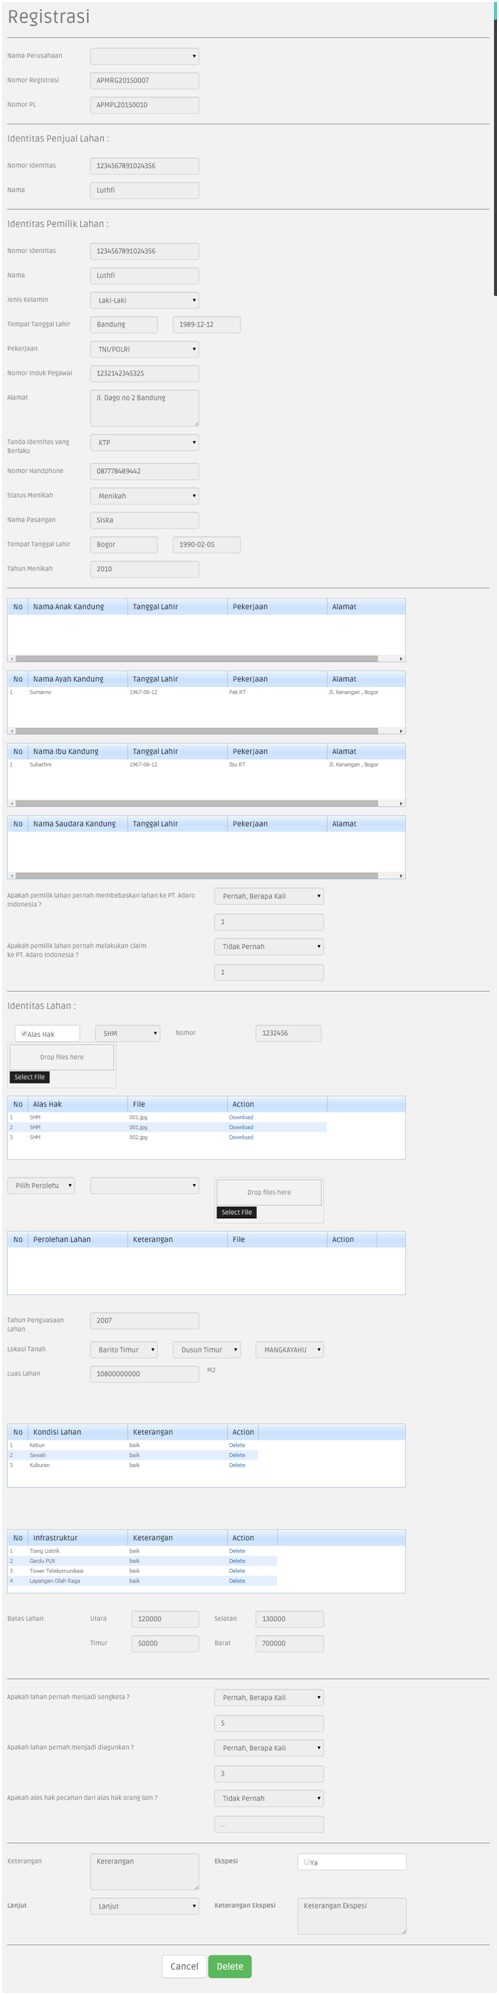 Registrasi
Nama Perusahaan
Nomor Registrasi APMRG20150007
Nomor PL APMPL20150010
Identitas Penjual Lahan :
Nomor Identitas 1234567891024356
Nama Luthfi
Identitas Pemilik Lahan :
Nomor Identitas 1234567891024356
Nama Luthfi
Jenis Kelamin Laki-Laki
Tempat Tanggal Lahir Bandung 1989-12-12
Pekerjaan TNI/POLRI
Nomor Induk Pegawai 1232142345325
Alamat Jl. Dago no 2 Bandung
Tanda Identitas yang
Berlaku KTP
Nomor Handphone 087778489442
Status Menikah Menikah
Nama Pasangan Siska
Tempat Tanggal Lahir Bogor 1990-02-05
Tahun Menikah 2010
No Nama Anak Kandung Tanggal Lahir Pekerjaan Alamat
No Nama Ayah Kandung Tanggal Lahir Pekerjaan Alamat
1 Sumarno 1967-06-12 Pak RT Jl. Kenangan , Bogor
No Nama Ibu Kandung Tanggal Lahir Pekerjaan Alamat
1 Suhartini 1967-06-12 Ibu RT Jl. Kenangan , Bogor
No Nama Saudara Kandung Tanggal Lahir Pekerjaan Alamat
Apakah pemilik lahan pernah membebaskan lahan ke PT. Adaro
Indonesia ? Pernah, Berapa Kali
1
Apakah pemilik lahan pernah melakukan claim
ke PT. Adaro Indonesia ? Tidak Pernah
1
Identitas Lahan :
Alas Hak SHM Nomor 1232456
Drop files here
Select File
No Alas Hak File Action
1 SHM 001.jpg Download
2 SHM 001.jpg Download
3 SHM 002.jpg Download
Pilih Peroleha
Drop files here
Select File
No Perolehan Lahan Keterangan File Action
Tahun Penguasaan
Lahan 2007
Lokasi Tanah Barito Timur Dusun Timur MANGKAYAHU
Luas Lahan 10800000000 M2
No Kondisi Lahan Keterangan Action
1 Kebun baik Delete
2 Sawah baik Delete
3 Kuburan baik Delete
No Infrastruktur Keterangan Action
1 Tiang Listrik baik Delete
2 Gardu PLN baik Delete
3 Tower Telekomunikasi baik Delete
4 Lapangan Olah Raga baik Delete
Batas Lahan Utara 120000 Selatan 130000
Timur 50000 Barat 700000
Apakah lahan pernah menjadi sengketa ? Pernah, Berapa Kali
5
Apakah lahan pernah menjadi diagunkan ? Pernah, Berapa Kali
3
Apakah alas hak pecahan dari alas hak orang lain ? Tidak Pernah
...
Keterangan Keterangan Ekspesi Ya
Lanjut Lanjut Keterangan Ekspesi Keterangan Ekspesi
Cancel Delete